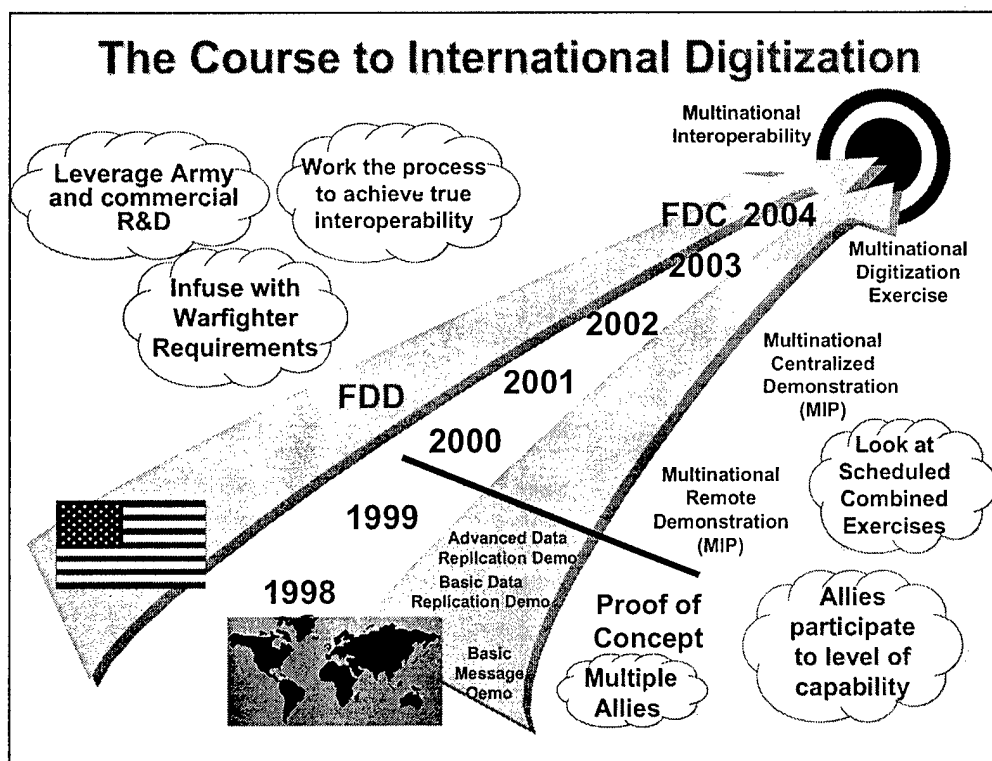 The Course to International Digitization
Multinational
Interoperability
Leverage Army
and commercial
R&D
Work the process
to achieve true
interoperability
Infuse with
Warfighter
Requirements
FDC 2004
2003
2002
2001
2000
1999
1998
FDD
Multinational
Digitization
Exercise
Multinational
Centralized
Demonstration
(MIP)
Look at
Scheduled
Combined
Exercises
Multinational
Remote
Demonstration
(MIP)
Advanced Data
Replication Demo
Basic Data
Replication Demo
Basic
Message
Demo
Proof of
Concept
Multiple
Allies
Allies
participate
to level of
capability